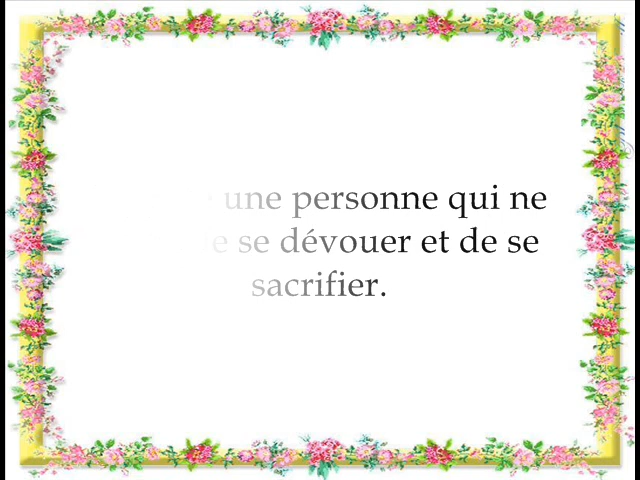 une personne qui ne
se dévouer et de se
sacrifier.